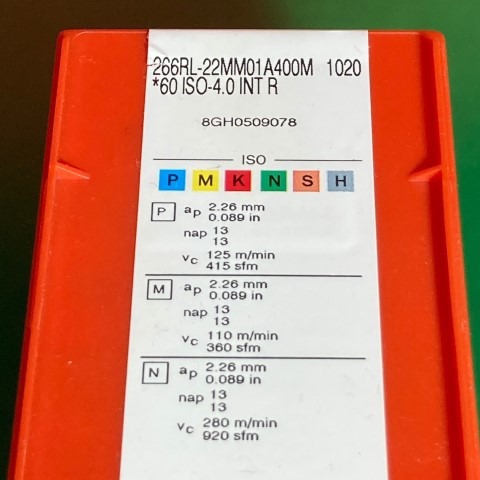 266RL-22MM01A400M 1020
*60 ISO-4.0 INT R
8GH0509078
ISO
P M K N S H
P ap 2.26 mm
0.089 in
nap 13
13
vc 125 m/min
415 sfm
M ap 2.26 mm
0.089 in
nap 13
13
vc 110 m/min
360 sfm
N ap 2.26 mm
0.089 in
nap 13
13
vc 280 m/min
920 sfm